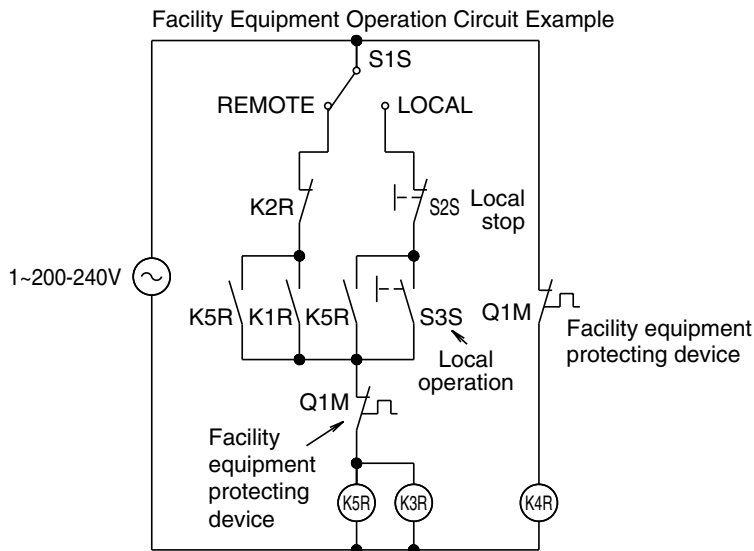 Facility Equipment Operation Circuit Example
S1S
REMOTE
LOCAL
K2R
S2S
Local
stop
1~200-240V
K5R
K1R
K5R
S3S
Local
operation
Q1M
Facility equipment
protecting device
Q1M
Facility
equipment
protecting
device
K5R
K3R
K4R